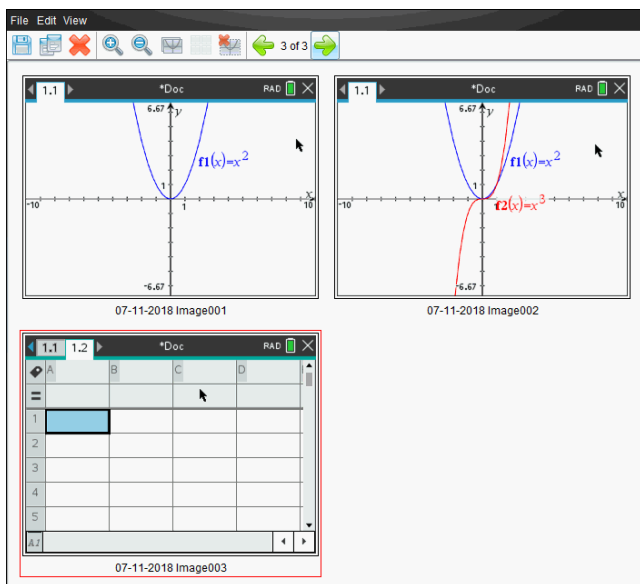 File Edit View
3 of 3
1.1 *Doc RAD
6.67 y
f1(x)=x²
1
x
-10 1 10
-6.67
07-11-2018 Image001
1.1 *Doc RAD
6.67 y
f1(x)=x²
1
x
-10 1 f2(x)=x³ 10
-6.67
07-11-2018 Image002
1.1 1.2 *Doc RAD
A B C D
=
1
2
3
4
5
A1
07-11-2018 Image003